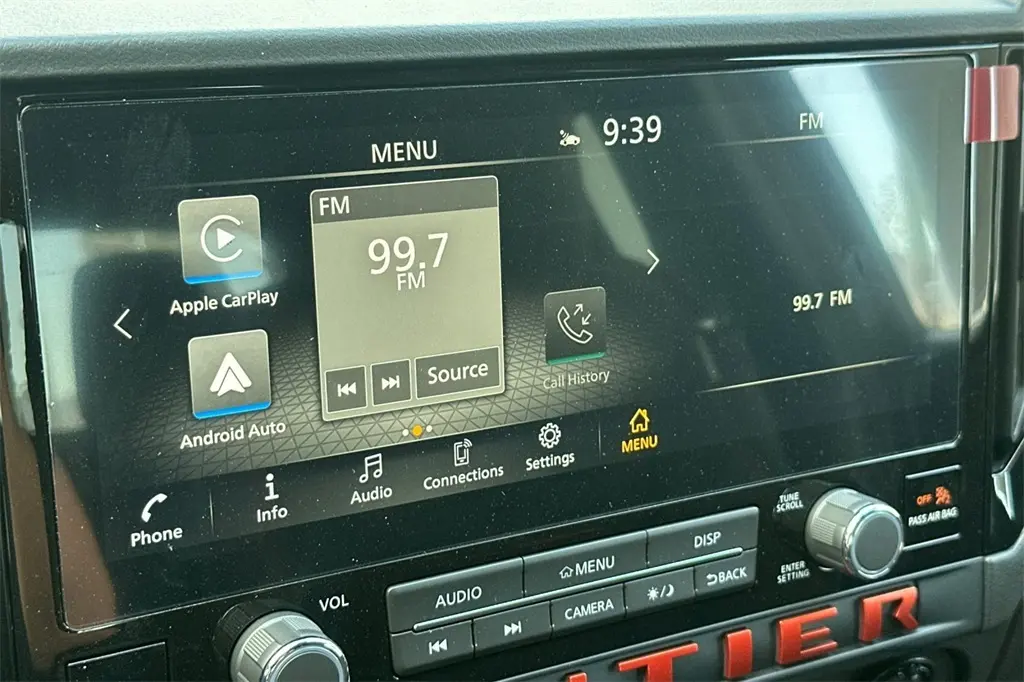 MENU
9:39
FM
FM
99.7
FM
Source
Apple CarPlay
Android Auto
Call History
99.7 FM
Phone
Info
Audio
Connections
Settings
MENU
VOL
AUDIO
MENU
DISP
CAMERA
BACK
TUNE
SCROLL
ENTER
SETTING
OFF
PASS AIR BAG
TIER